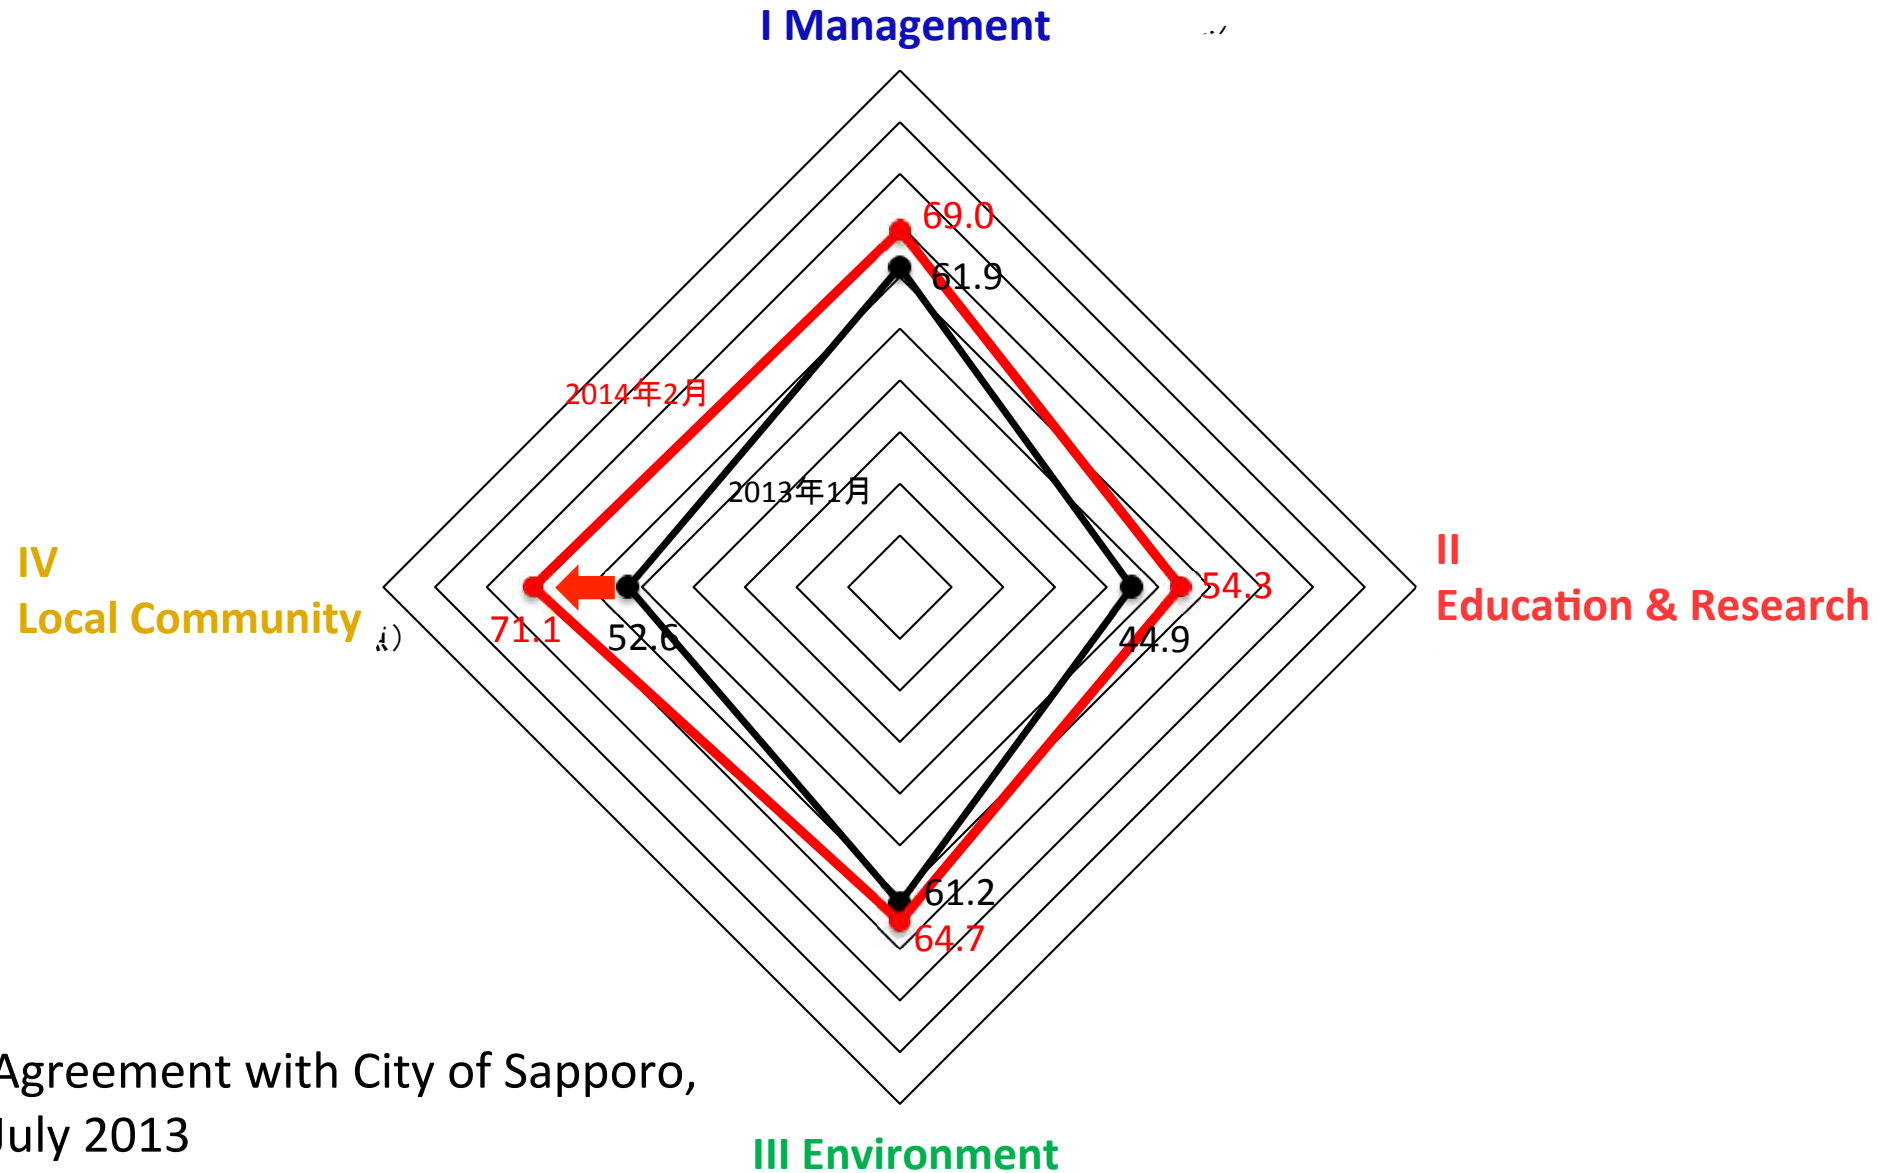 I Management
69.0
61.9
2014年2月
2013年1月
IV
Local Community
II
Education & Research
54.3
71.1
52.6
44.9
61.2
64.7
Agreement with City of Sapporo,
July 2013
III Environment